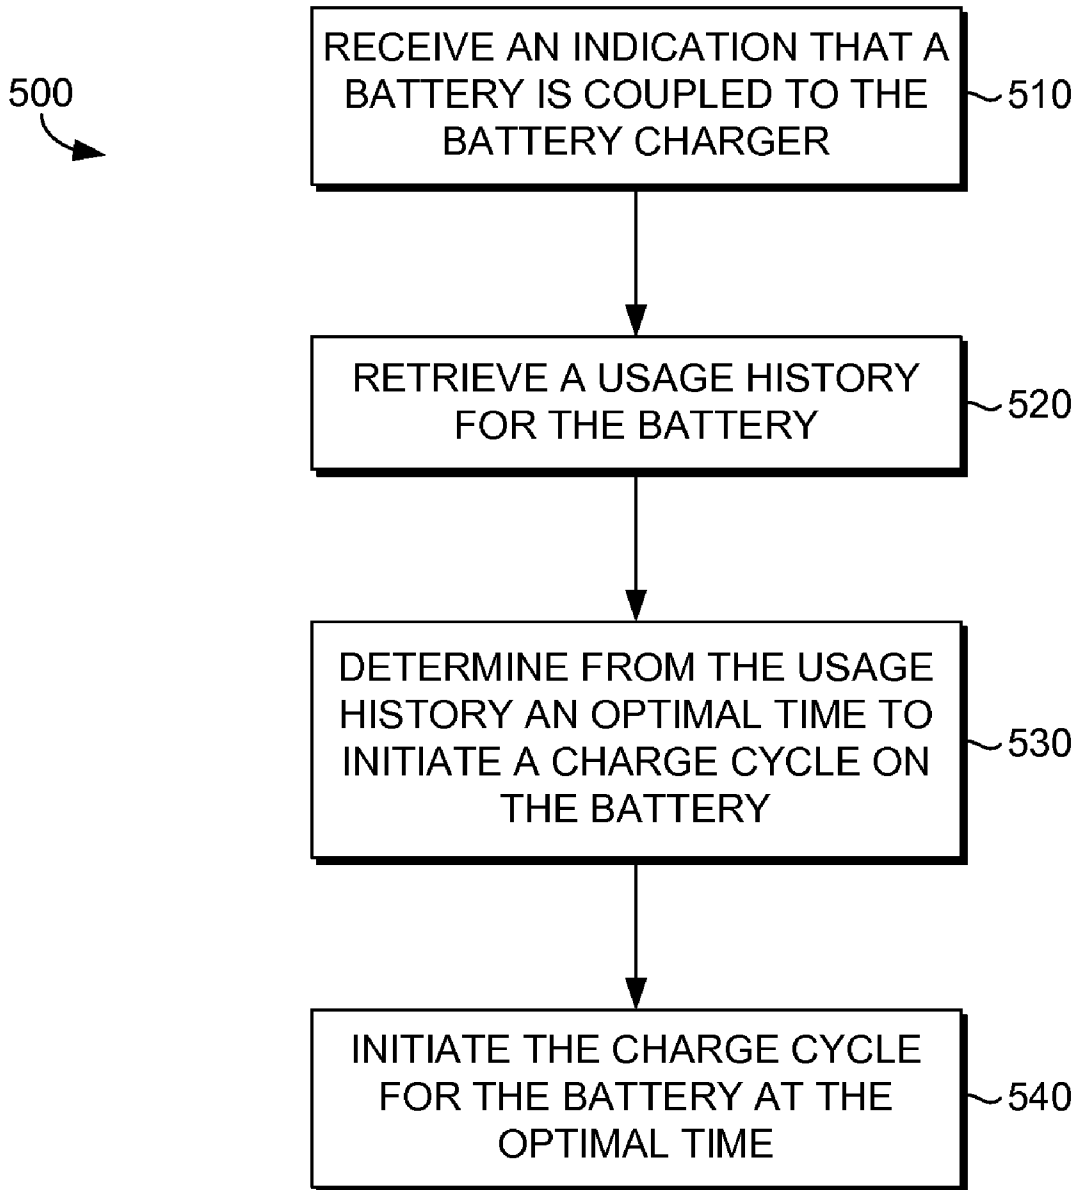 500
RECEIVE AN INDICATION THAT A
BATTERY IS COUPLED TO THE
BATTERY CHARGER
510
RETRIEVE A USAGE HISTORY
FOR THE BATTERY
520
DETERMINE FROM THE USAGE
HISTORY AN OPTIMAL TIME TO
INITIATE A CHARGE CYCLE ON
THE BATTERY
530
INITIATE THE CHARGE CYCLE
FOR THE BATTERY AT THE
OPTIMAL TIME
540